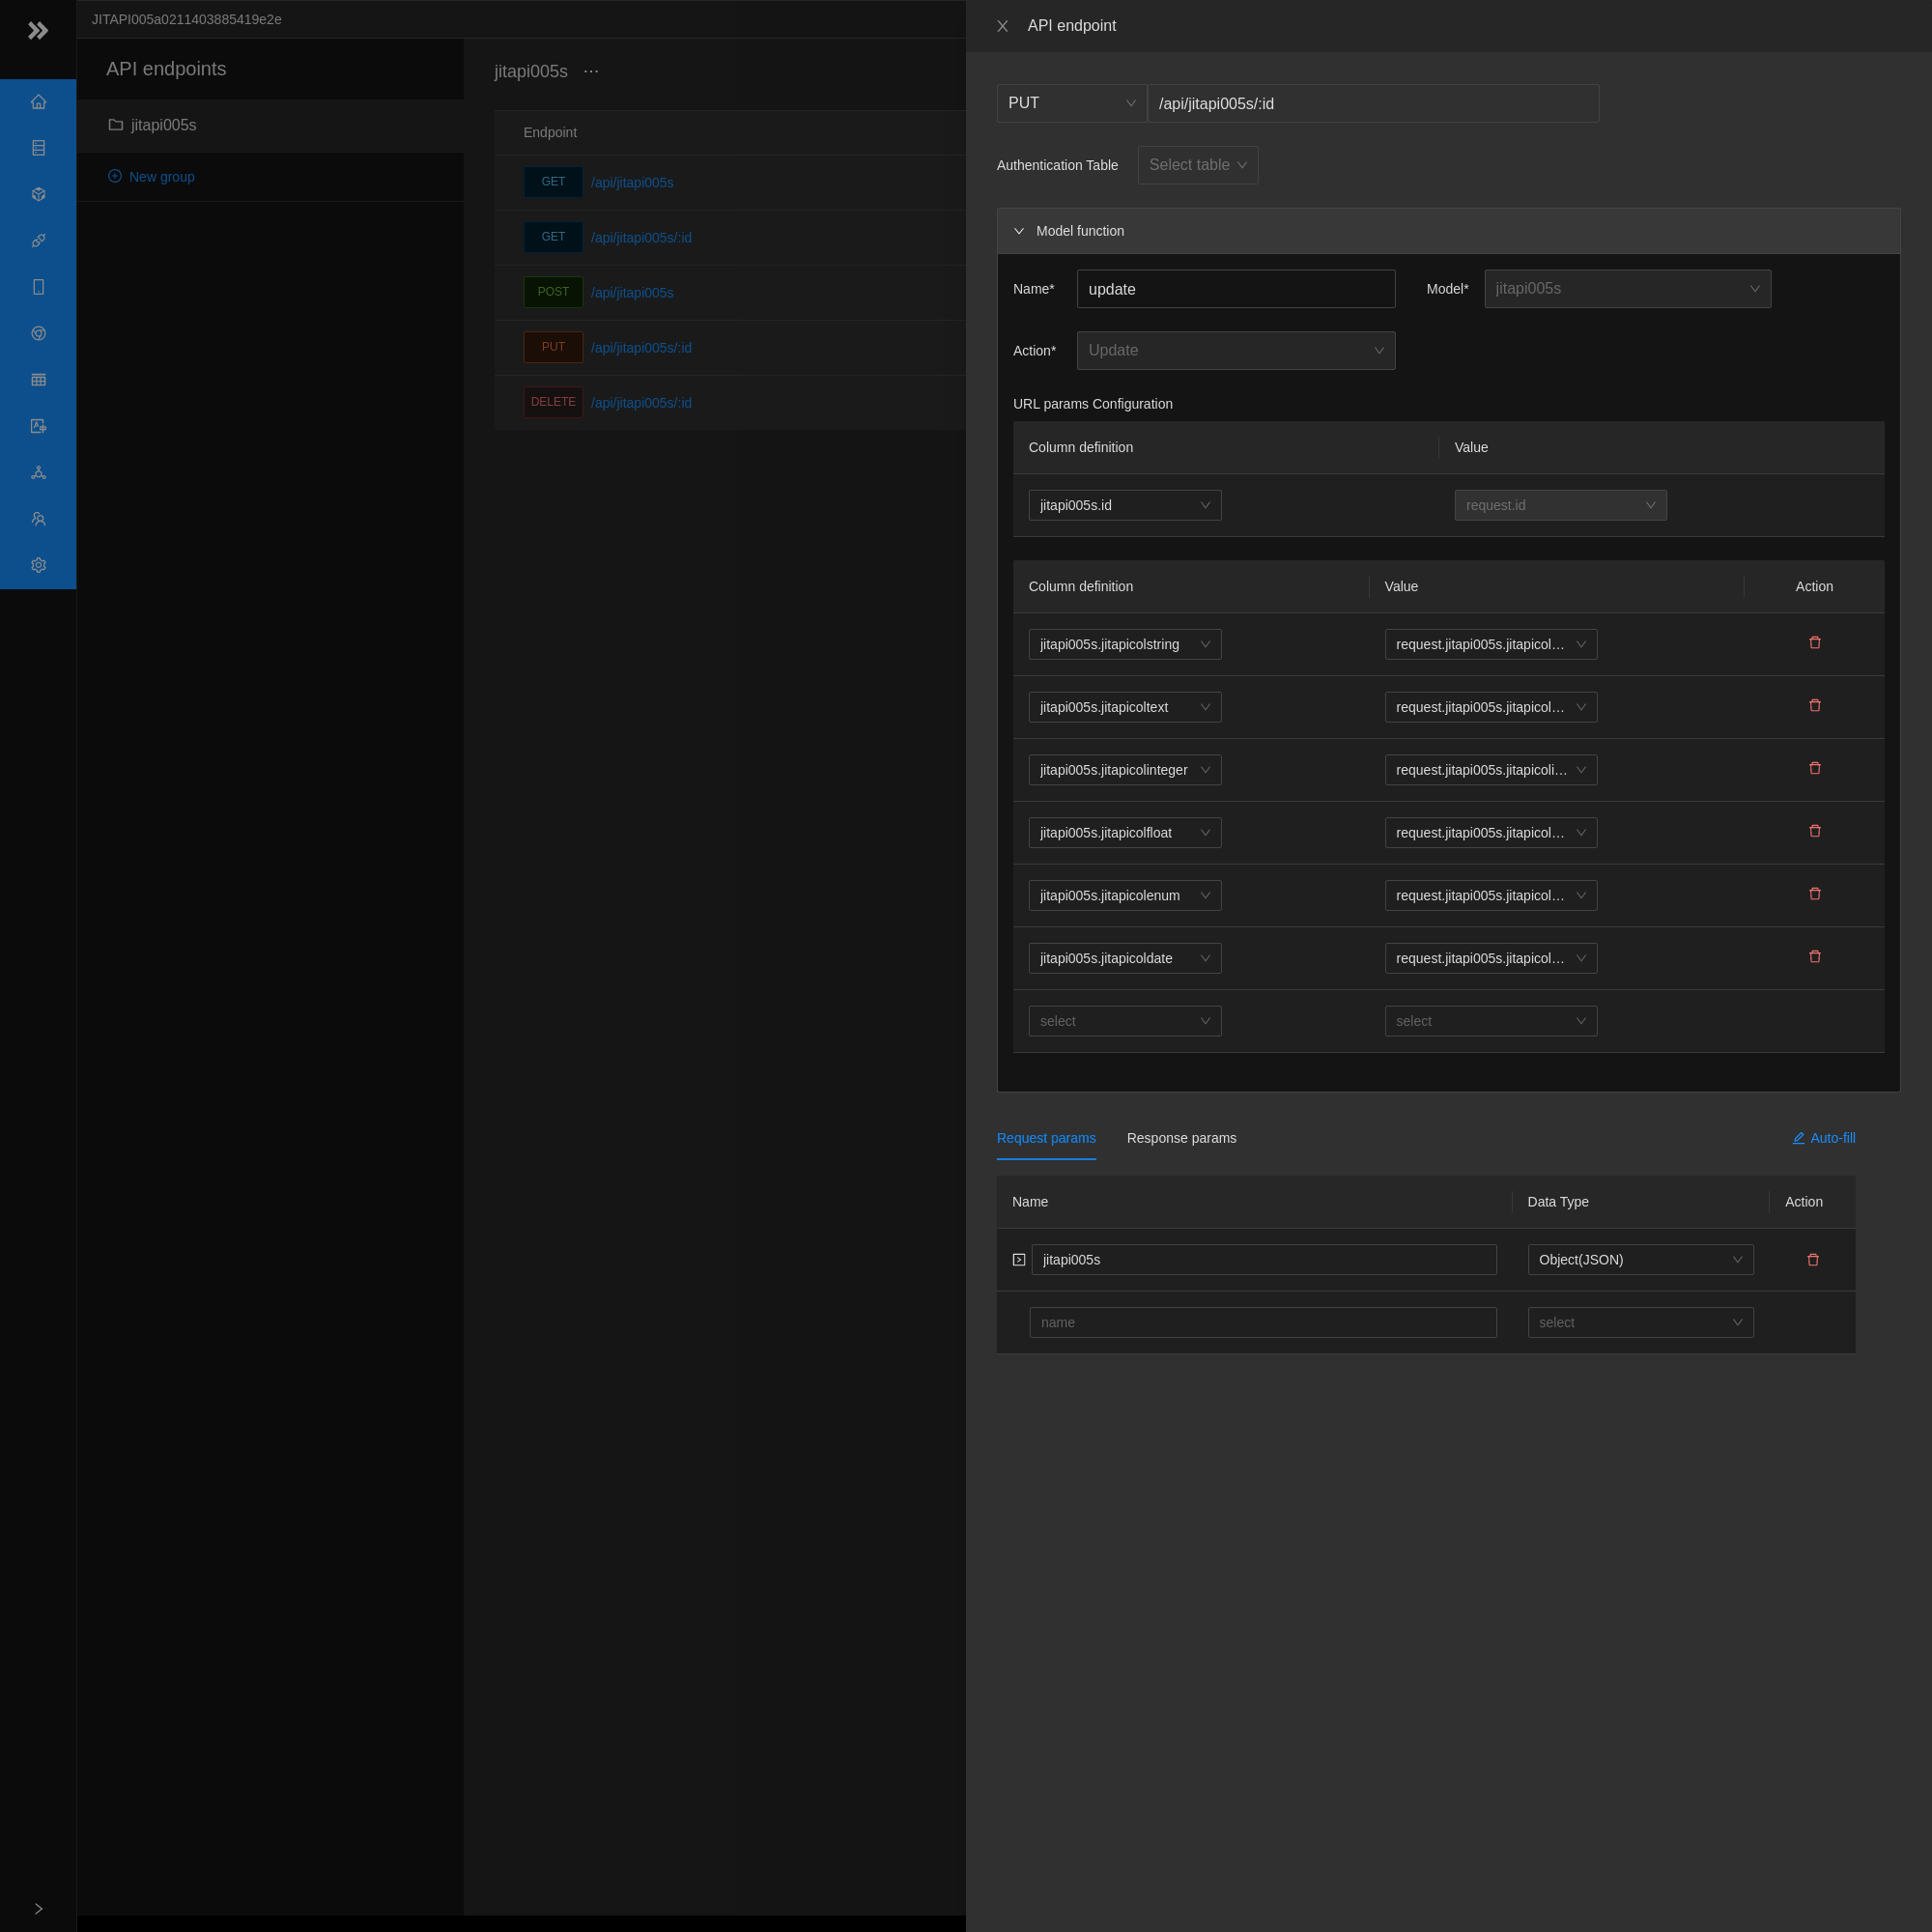 JITAPI005a0211403885419e2e
API endpoints
jitapi005s
New group
jitapi005s ...
Endpoint
GET /api/jitapi005s
GET /api/jitapi005s/:id
POST /api/jitapi005s
PUT /api/jitapi005s/:id
DELETE /api/jitapi005s/:id
API endpoint
PUT /api/jitapi005s/:id
Authentication Table Select table
Model function
Name* update Model* jitapi005s
Action* Update
URL params Configuration
Column definition Value
jitapi005s.id request.id
Column definition Value Action
jitapi005s.jitapicolstring request.jitapi005s.jitapicol...
jitapi005s.jitapicoltext request.jitapi005s.jitapicol...
jitapi005s.jitapicolinteger request.jitapi005s.jitapicoli...
jitapi005s.jitapicolfloat request.jitapi005s.jitapicol...
jitapi005s.jitapicolenum request.jitapi005s.jitapicol...
jitapi005s.jitapicoldate request.jitapi005s.jitapicol...
select select
Request params Response params Auto-fill
Name Data Type Action
jitapi005s Object(JSON)
name select